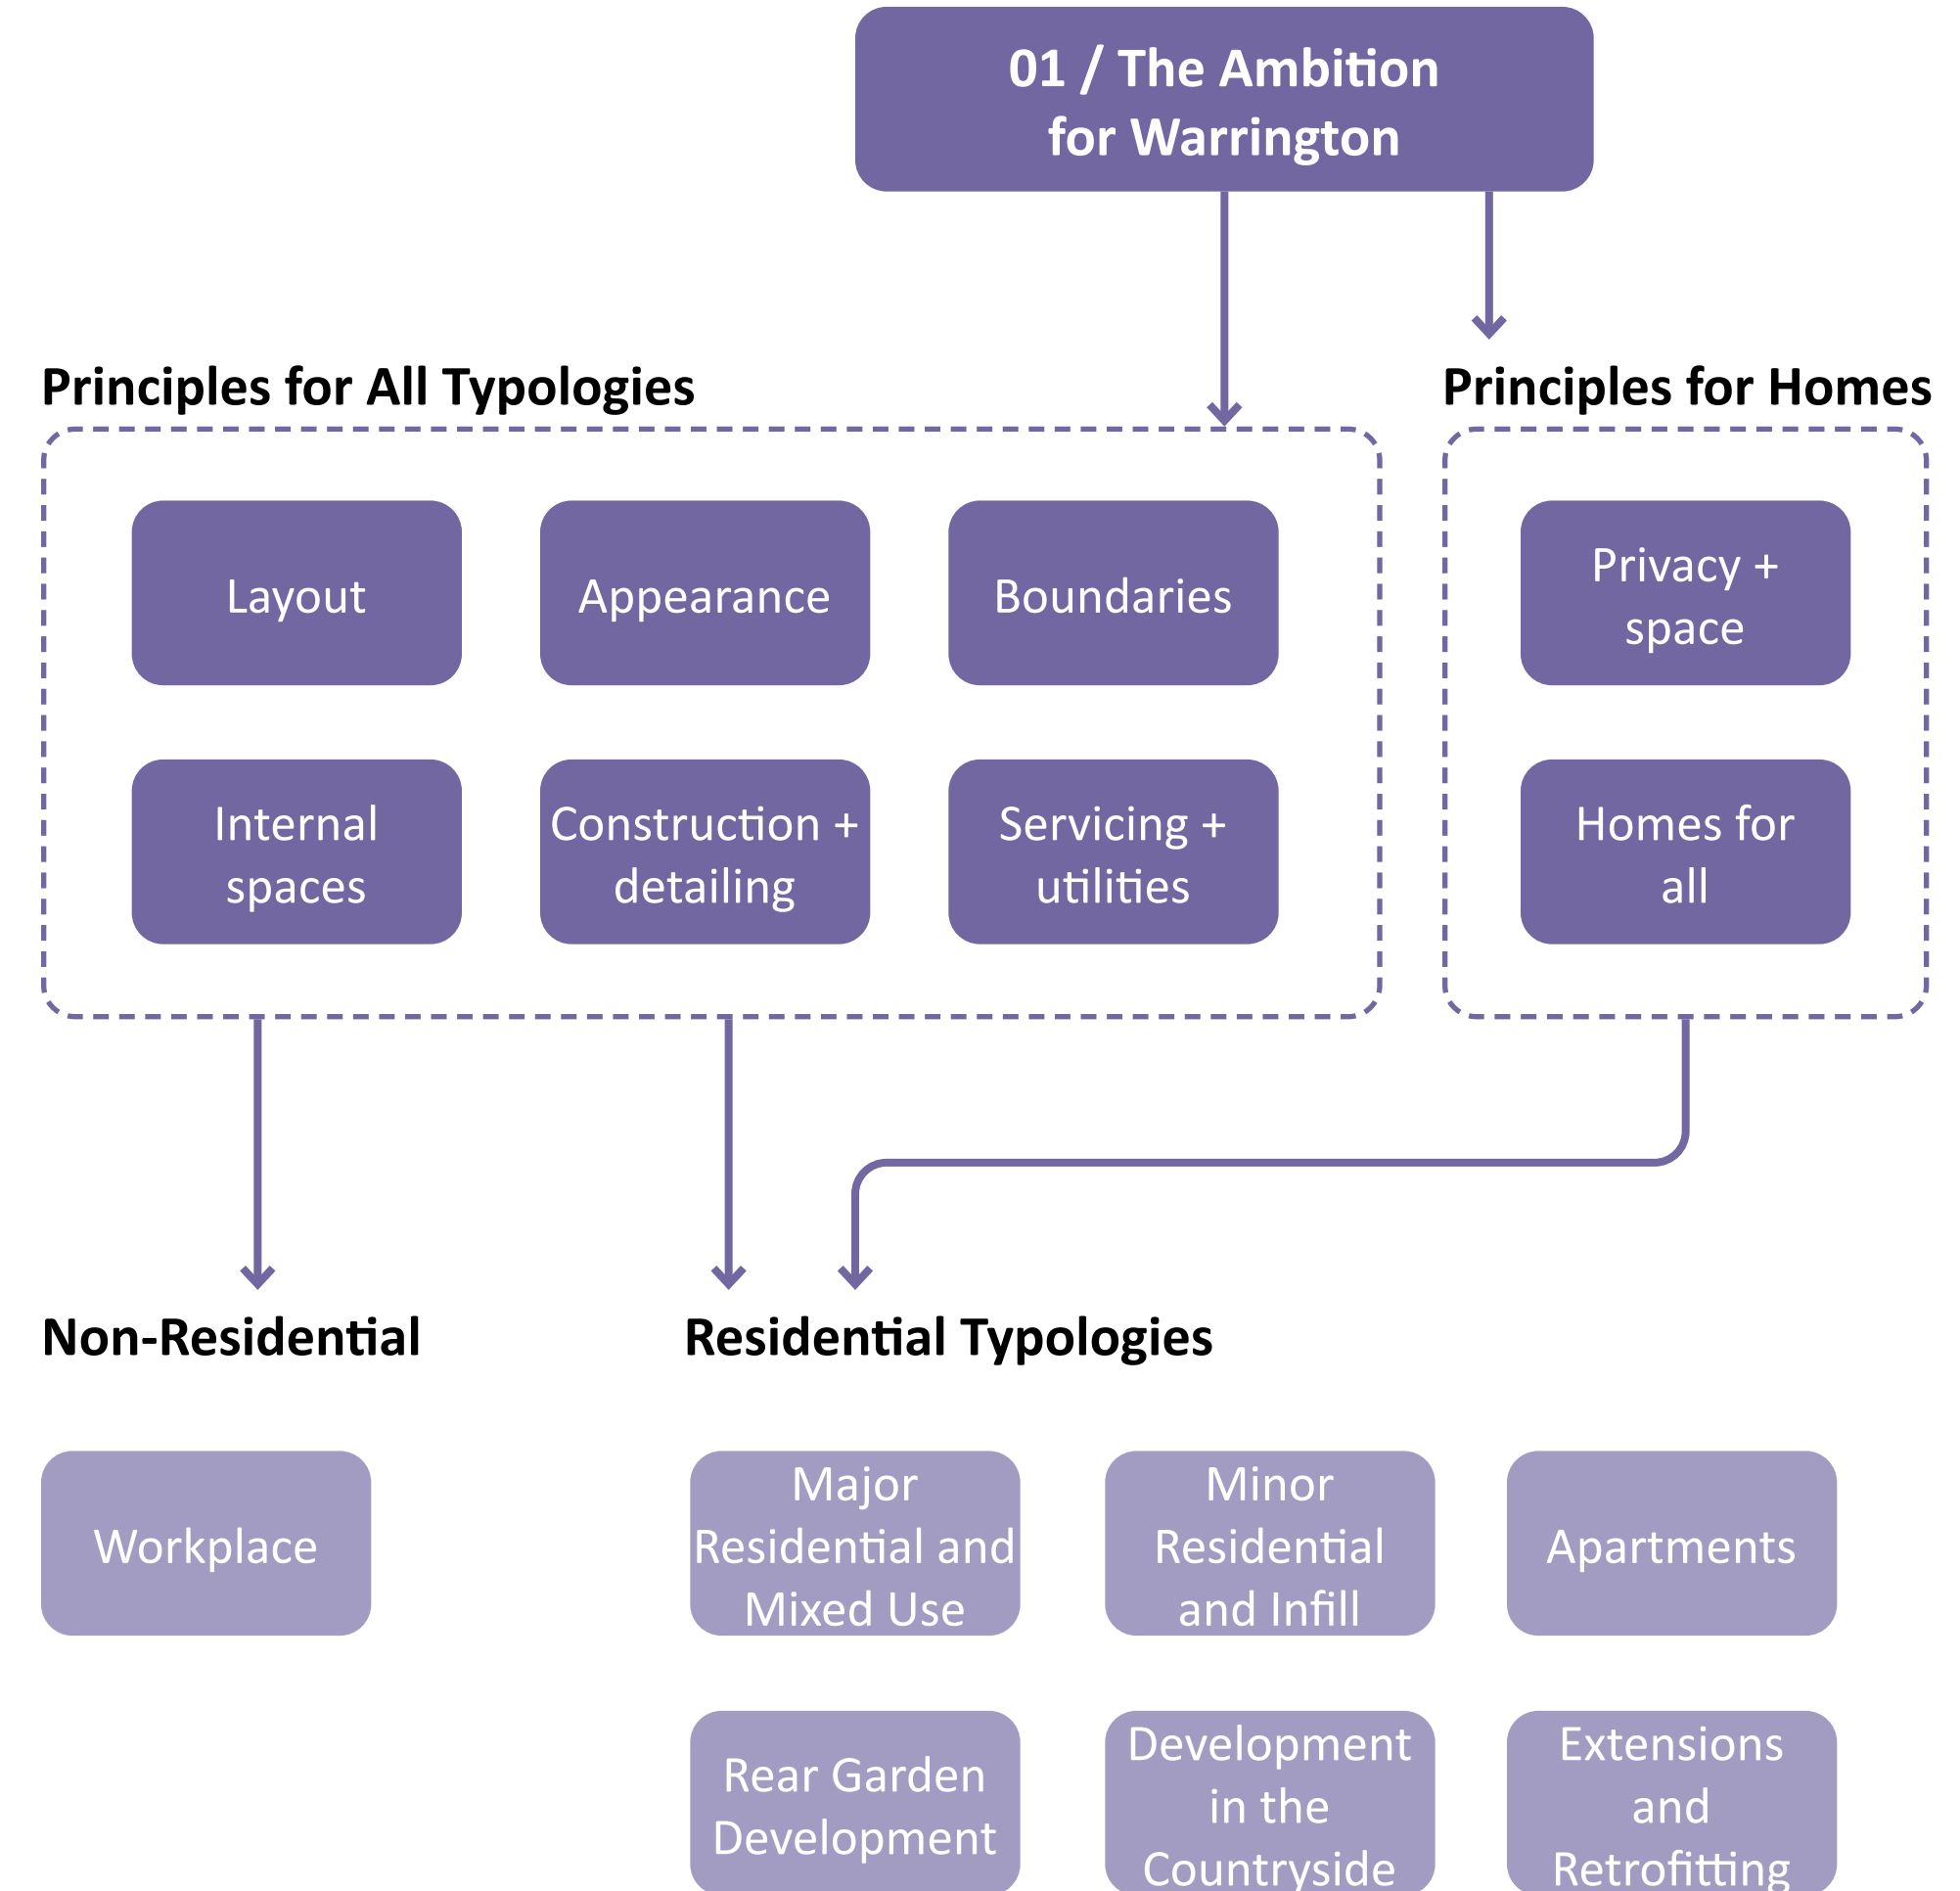 01 / The Ambition
for Warrington
Principles for All Typologies
Principles for Homes
Layout
Appearance
Boundaries
Privacy +
space
Internal
spaces
Construction +
detailing
Servicing +
utilities
Homes for
all
Non-Residential
Residential Typologies
Workplace
Major
Residential and
Mixed Use
Minor
Residential
and Infill
Apartments
Rear Garden
Development
Development
in the
Countryside
Extensions
and
Retrofitting